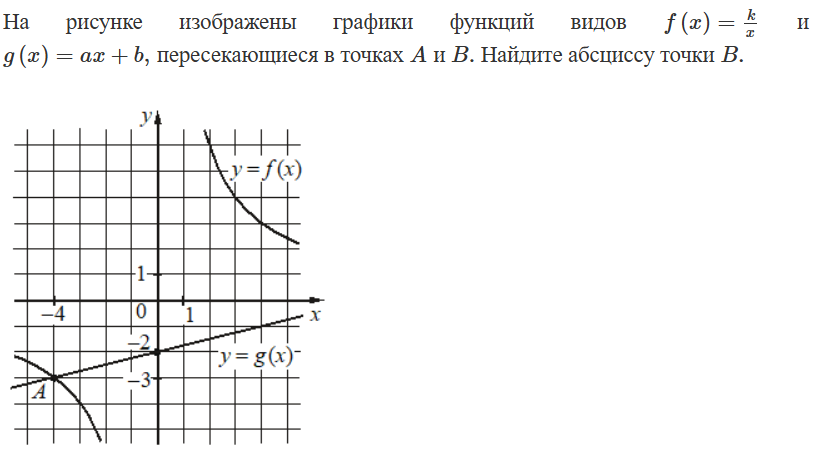 На рисунке изображены графики функций видов f(x) = k/x и
g(x) = ax + b, пересекающиеся в точках A и B. Найдите абсциссу точки B.
y
y=f(x)
1
−4 0 1 x
−2
y=g(x)
−3
A